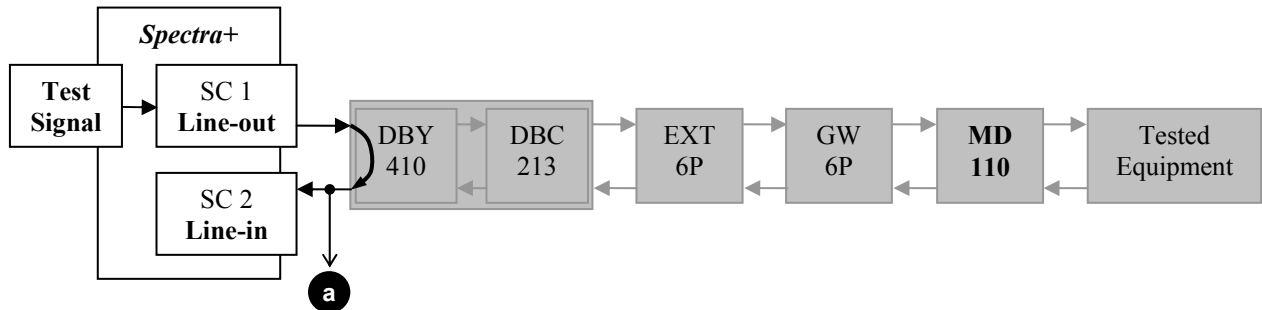 Spectra+
Test
Signal
SC 1
Line-out
DBY
410
DBC
213
EXT
6P
GW
6P
MD
110
Tested
Equipment
SC 2
Line-in
a